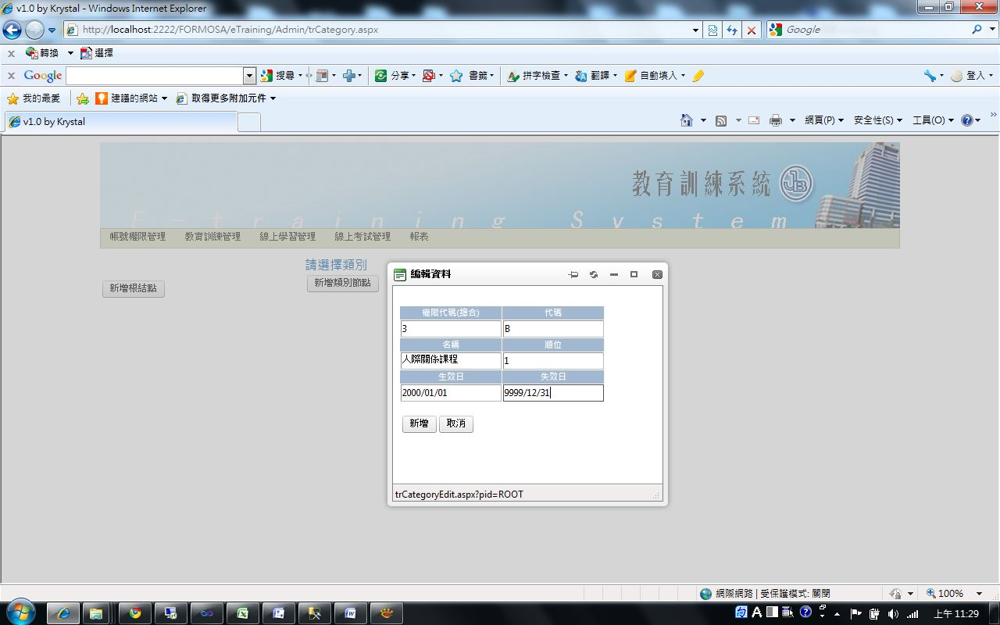 v1.0 by Krystal - Windows Internet Explorer
http://localhost:2222/FORMOSA/eTraining/Admin/trCategory.aspx
Google
x 轉換 選擇
x Google 搜尋 分享 書籤 拼字檢查 翻譯 自動填入 登入
我的最愛 建議的網站 取得更多附加元件
v1.0 by Krystal 網頁(P) 安全性(S) 工具(O)
教育訓練系統 JB
E-training System
帳號權限管理 教育訓練管理 線上學習管理 線上考試管理 報表
請選擇類別
新增根結點 新增類別節點
編輯資料
權限代碼(總合) 代碼
3 B
名稱 順位
人際關係課程 1
生效日 失效日
2000/01/01 9999/12/31
新增 取消
trCategoryEdit.aspx?pid=ROOT
網際網路 | 受保護模式: 關閉 100%
上午 11:29